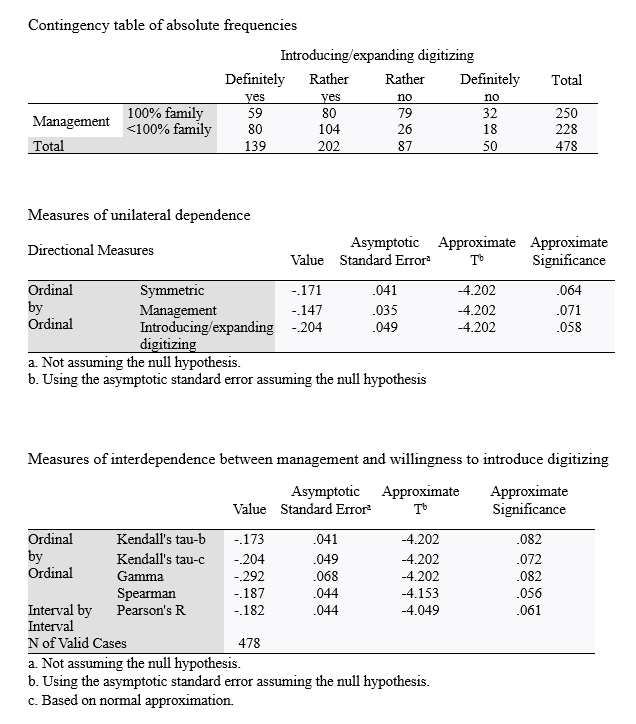 Contingency table of absolute frequencies
Introducing/expanding digitizing
Definitely yes Rather yes Rather no Definitely no Total
Management 100% family 59 80 79 32 250
<100% family 80 104 26 18 228
Total 139 202 87 50 478
Measures of unilateral dependence
Directional Measures Value Asymptotic Standard Errorᵃ Approximate Tᵇ Approximate Significance
Ordinal by Ordinal Symmetric -.171 .041 -4.202 .064
Management -.147 .035 -4.202 .071
Introducing/expanding digitizing -.204 .049 -4.202 .058
a. Not assuming the null hypothesis.
b. Using the asymptotic standard error assuming the null hypothesis
Measures of interdependence between management and willingness to introduce digitizing
Value Asymptotic Standard Errorᵃ Approximate Tᵇ Approximate Significance
Ordinal by Ordinal Kendall's tau-b -.173 .041 -4.202 .082
Kendall's tau-c -.204 .049 -4.202 .072
Gamma -.292 .068 -4.202 .082
Spearman -.187 .044 -4.153 .056
Interval by Interval Pearson's R -.182 .044 -4.049 .061
N of Valid Cases 478
a. Not assuming the null hypothesis.
b. Using the asymptotic standard error assuming the null hypothesis.
c. Based on normal approximation.